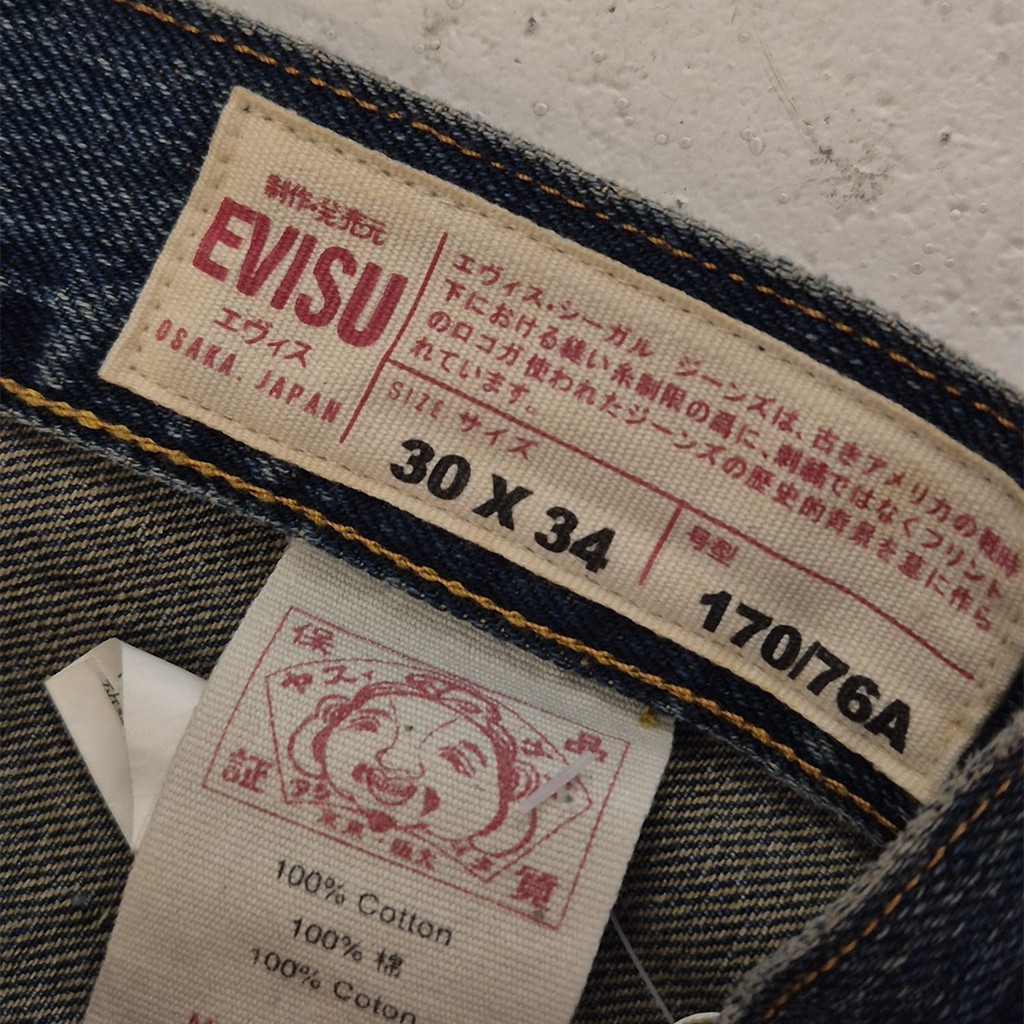 制作・発売元
EVISU
エヴィス
OSAKA, JAPAN
エヴィス・シーガル ジーンズは、古きアメリカの戦時
下における縫い糸制限の為に、刺繍ではなくプリント
のロゴが使われたジーンズの歴史的背景を基に作ら
れています。
SIZE サイズ
30 X 34
号型
170/76A
保
証
質
100% Cotton
100% 棉
100% Coton